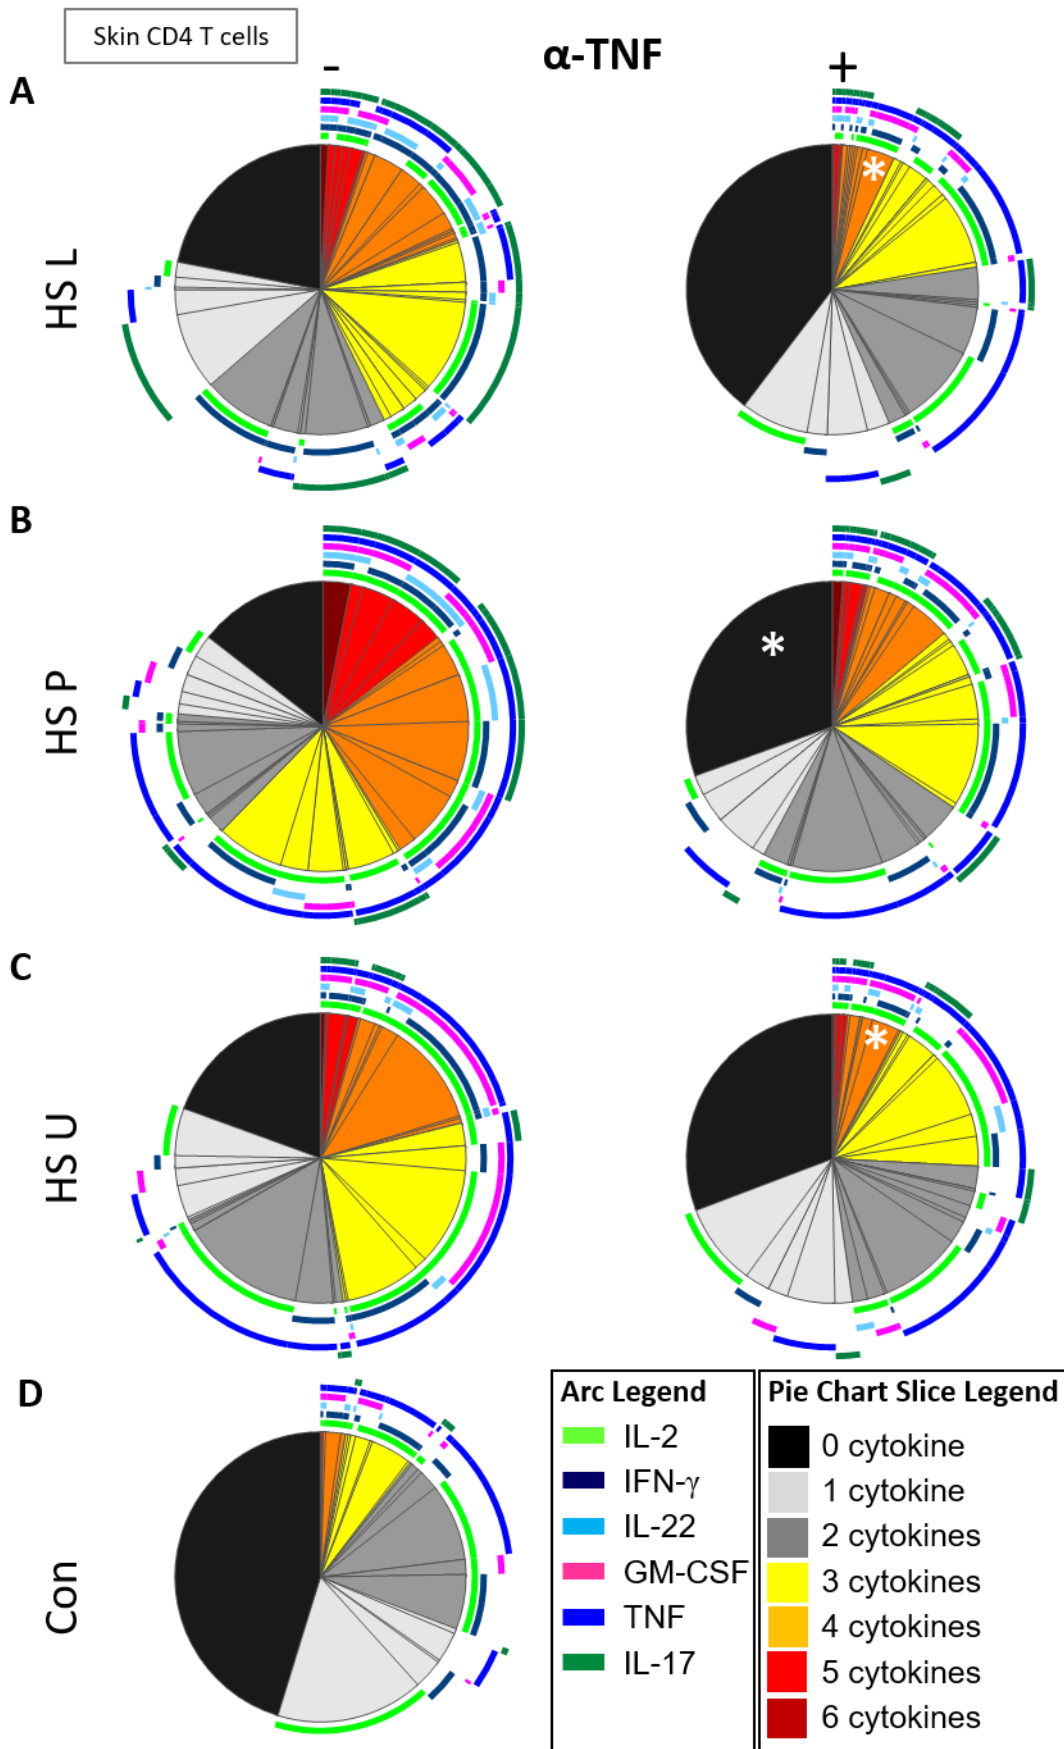 Skin CD4 T cells
α-TNF
- +
A
HS L
*
B
HS P
*
C
HS U
*
D
Con
Arc Legend
IL-2
IFN-γ
IL-22
GM-CSF
TNF
IL-17
Pie Chart Slice Legend
0 cytokine
1 cytokine
2 cytokines
3 cytokines
4 cytokines
5 cytokines
6 cytokines